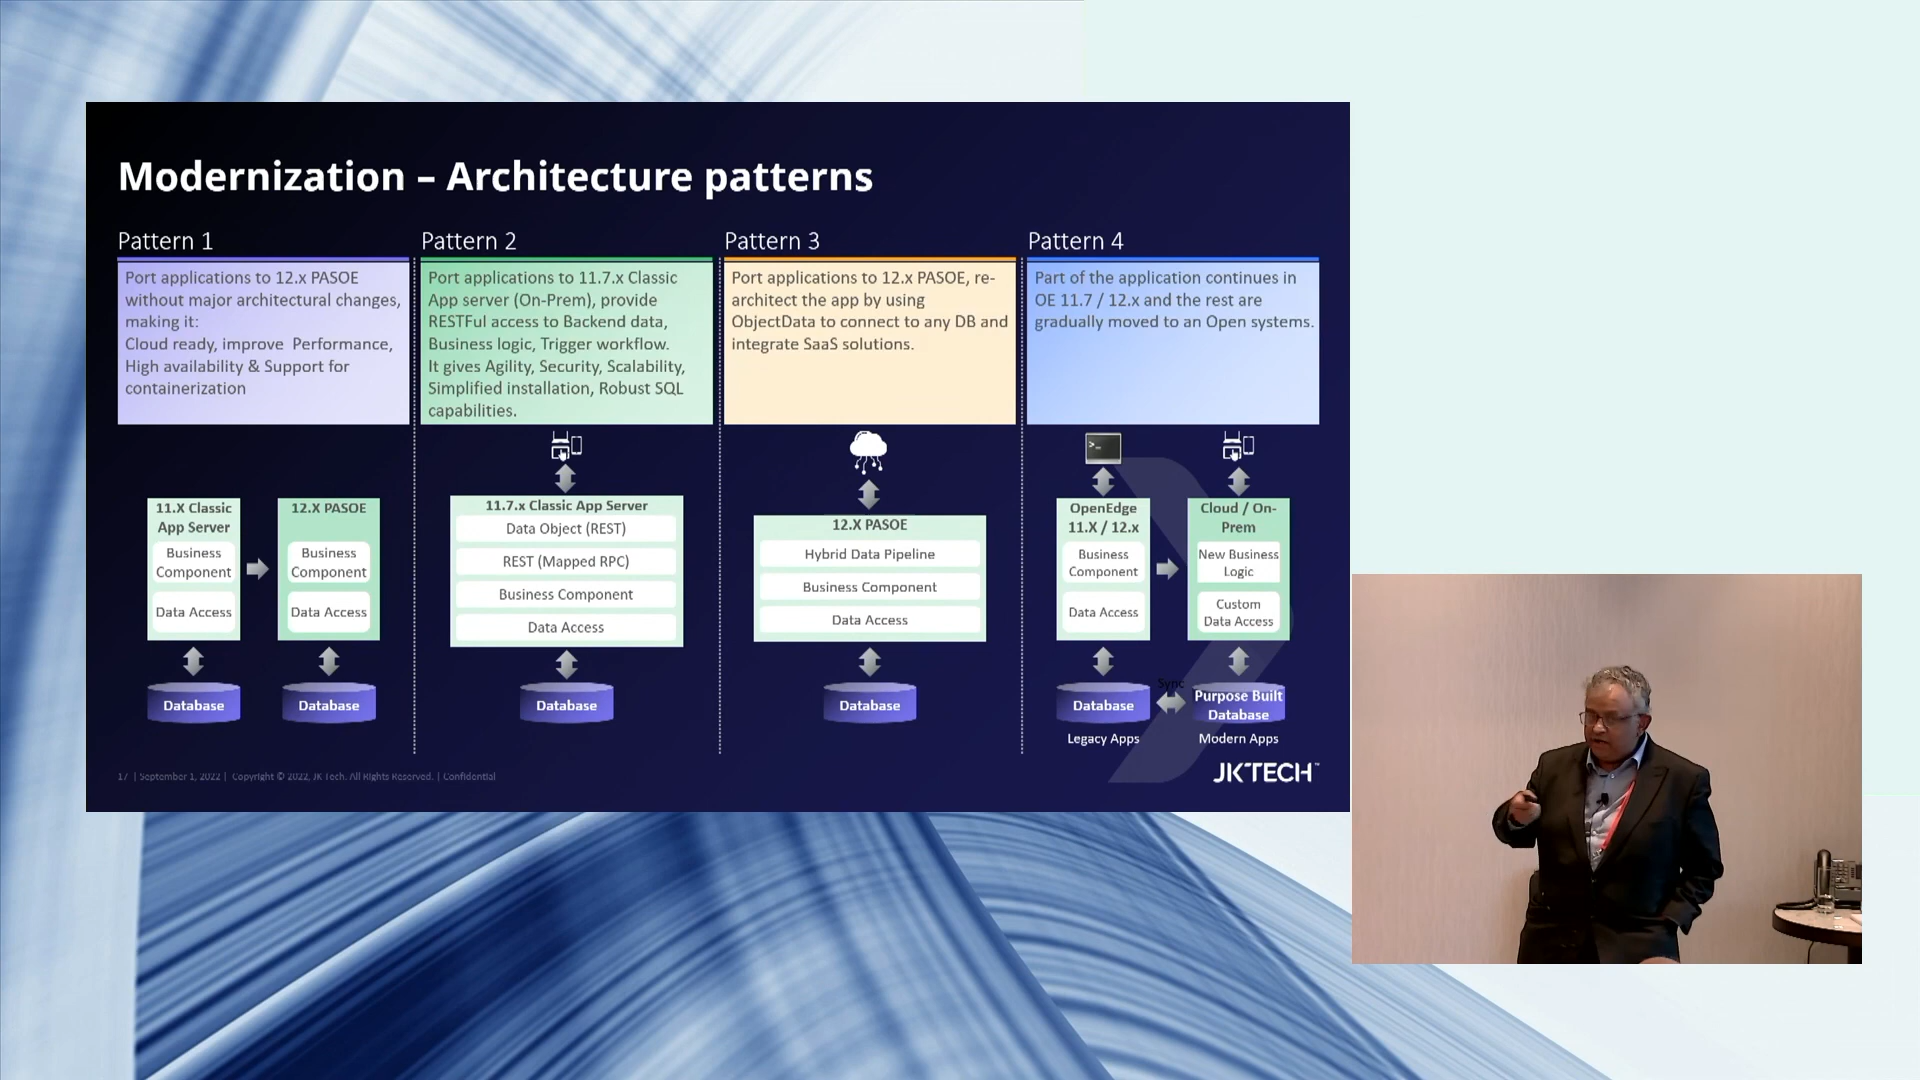 Modernization – Architecture patterns
Pattern 1
Port applications to 12.x PASOE
without major architectural changes,
making it:
Cloud ready, improve Performance,
High availability & Support for
containerization
11.X Classic
App Server
Business
Component
Data Access
Database
12.X PASOE
Business
Component
Data Access
Database
Pattern 2
Port applications to 11.7.x Classic
App server (On-Prem), provide
RESTFul access to Backend data,
Business logic, Trigger workflow.
It gives Agility, Security, Scalability,
Simplified installation, Robust SQL
capabilities.
11.7.x Classic App Server
Data Object (REST)
REST (Mapped RPC)
Business Component
Data Access
Database
Pattern 3
Port applications to 12.x PASOE, re-
architect the app by using
ObjectData to connect to any DB and
integrate SaaS solutions.
12.X PASOE
Hybrid Data Pipeline
Business Component
Data Access
Database
Pattern 4
Part of the application continues in
OE 11.7 / 12.x and the rest are
gradually moved to an Open systems.
>_
OpenEdge
11.X / 12.x
Business
Component
Data Access
Database
Legacy Apps
Sync
Cloud / On-
Prem
New Business
Logic
Custom
Data Access
Purpose Built
Database
Modern Apps
17 | September 1, 2022 | Copyright © 2022, JK Tech. All Rights Reserved. | Confidential
JKTECH™